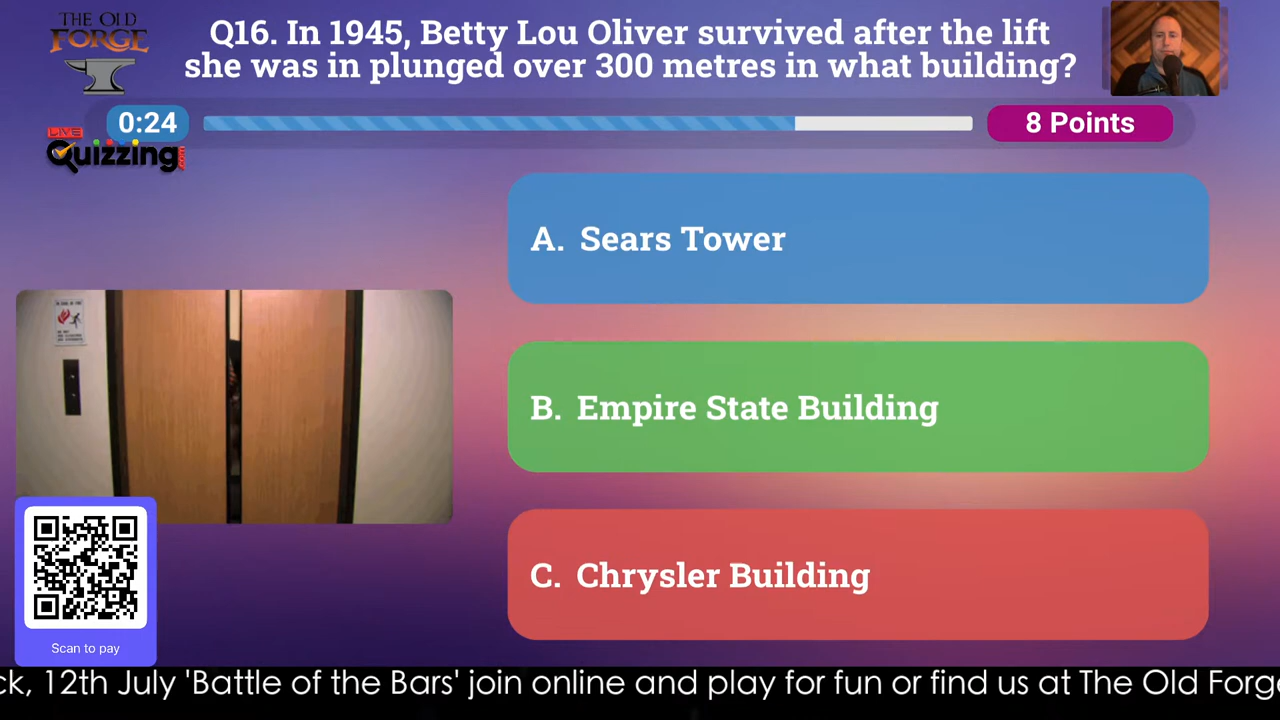 THE OLD
FORGE
Q16. In 1945, Betty Lou Oliver survived after the lift
she was in plunged over 300 metres in what building?
0:24
8 Points
LIVE
Quizzing
.com
A. Sears Tower
B. Empire State Building
C. Chrysler Building
Scan to pay
ck, 12th July 'Battle of the Bars' join online and play for fun or find us at The Old Forge